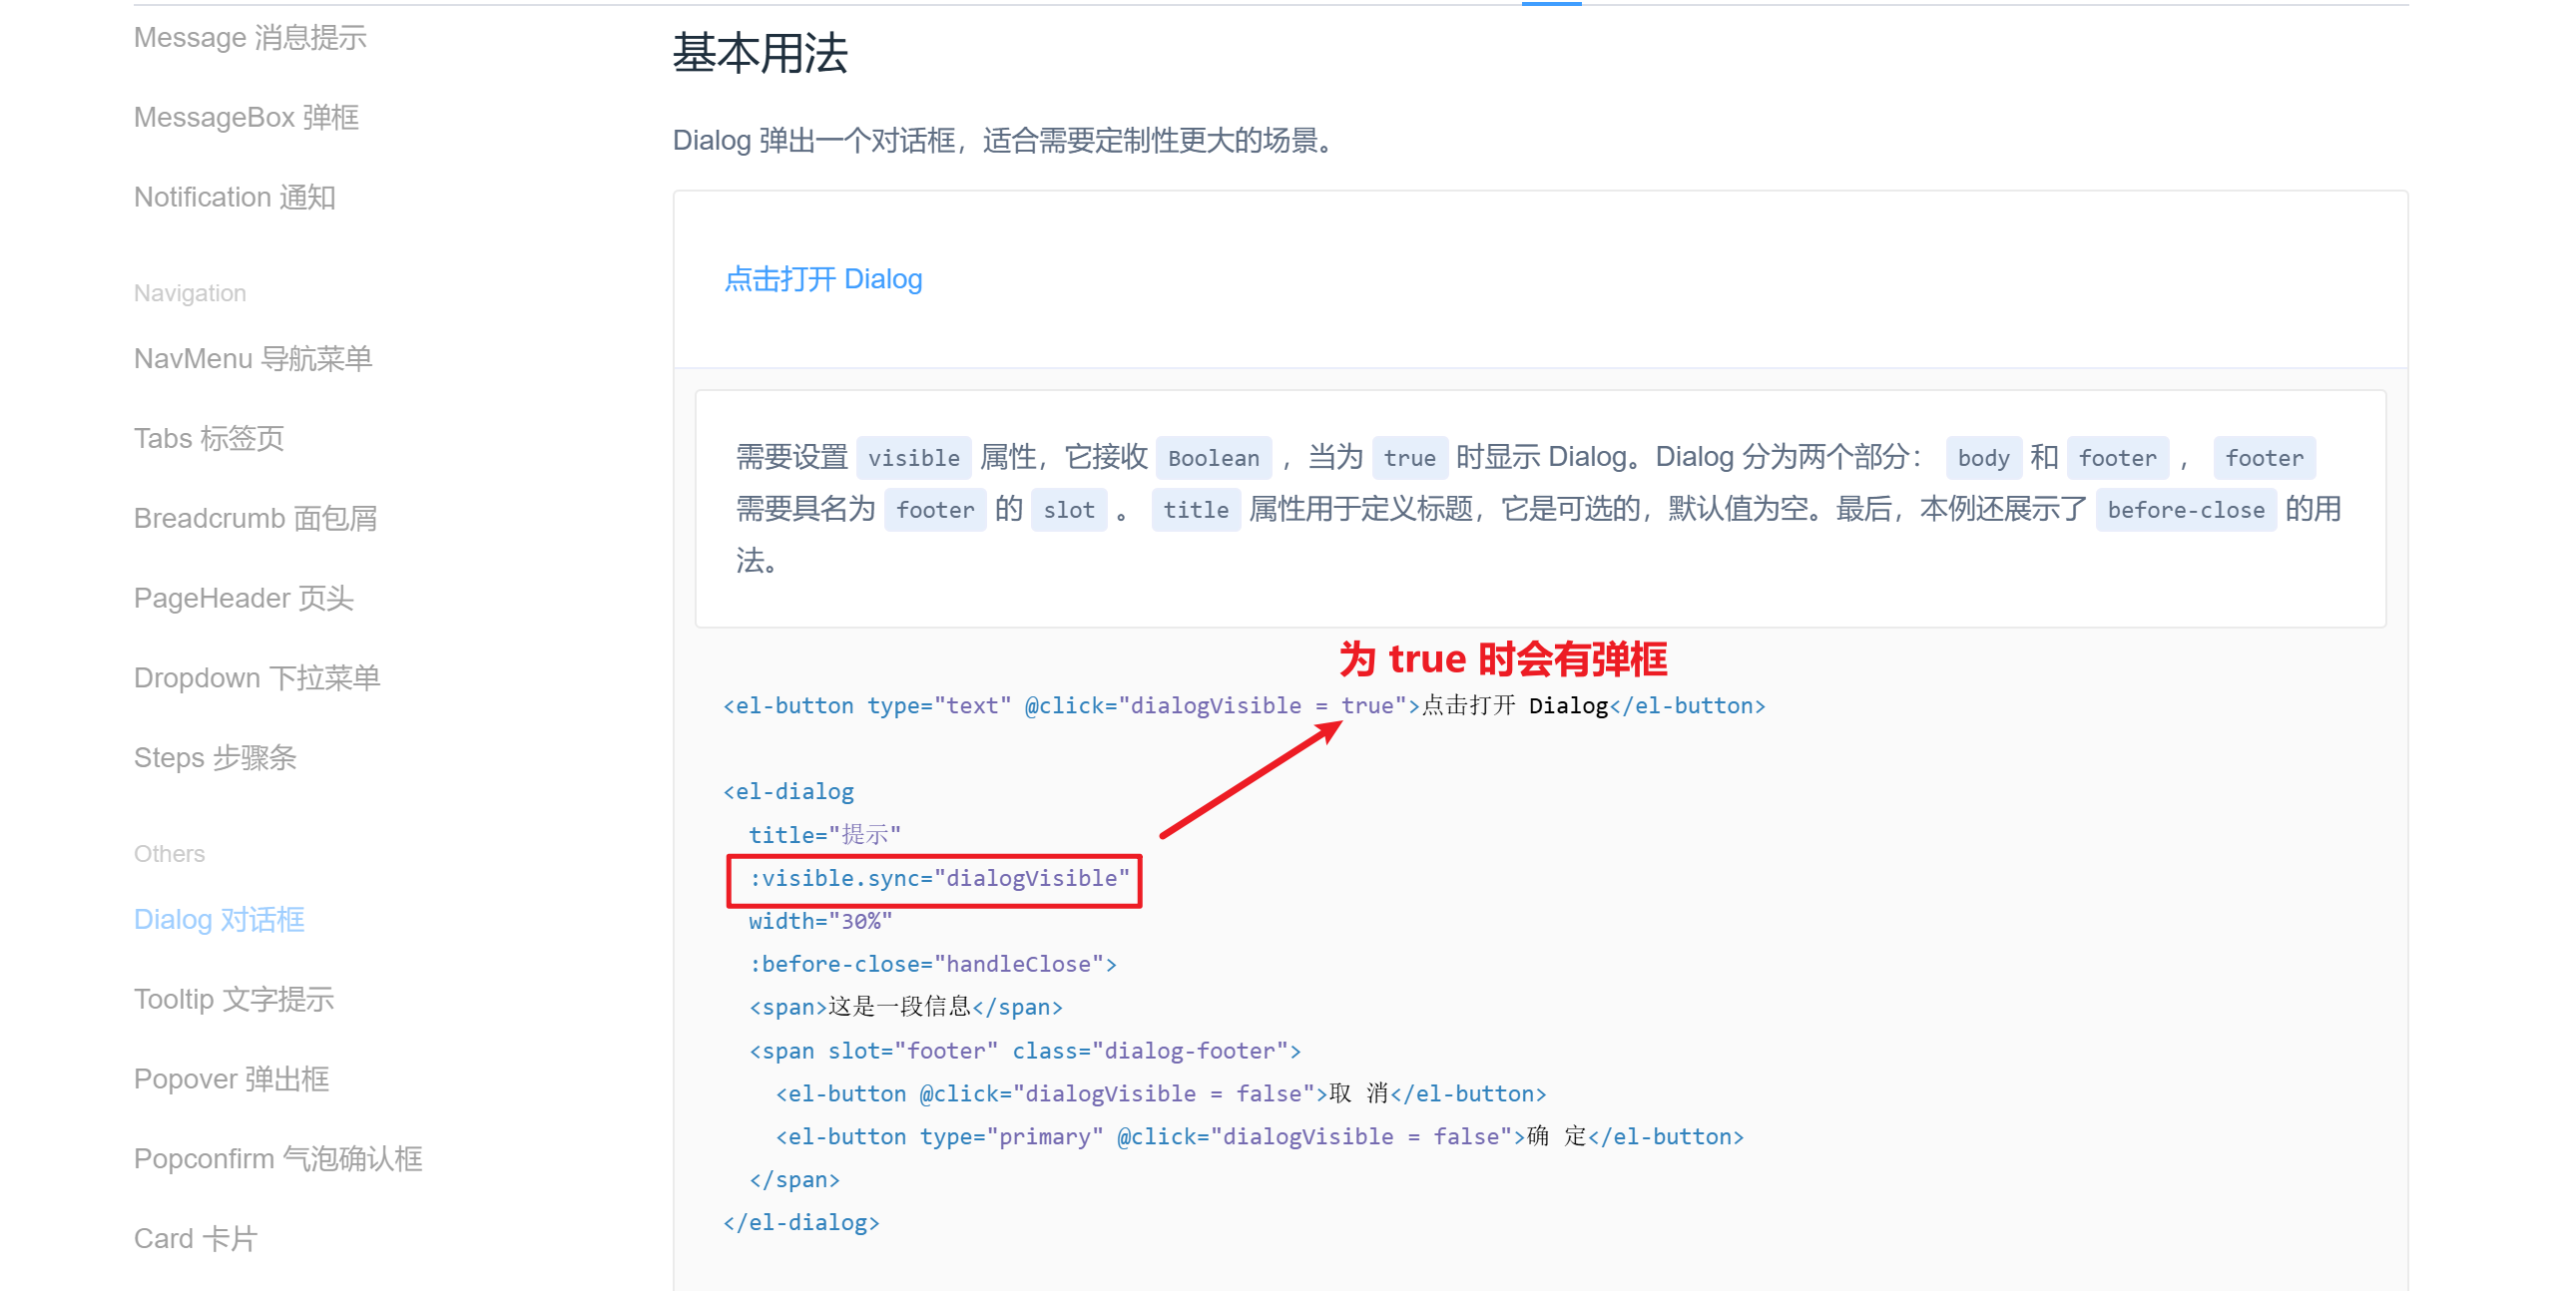 Message 消息提示
MessageBox 弹框
Notification 通知
Navigation
NavMenu 导航菜单
Tabs 标签页
Breadcrumb 面包屑
PageHeader 页头
Dropdown 下拉菜单
Steps 步骤条
Others
Dialog 对话框
Tooltip 文字提示
Popover 弹出框
Popconfirm 气泡确认框
Card 卡片
基本用法
Dialog 弹出一个对话框，适合需要定制性更大的场景。
点击打开 Dialog
需要设置 visible 属性，它接收 Boolean ，当为 true 时显示 Dialog。Dialog 分为两个部分： body 和 footer ， footer
需要具名为 footer 的 slot 。 title 属性用于定义标题，它是可选的，默认值为空。最后，本例还展示了 before-close 的用
法。
为 true 时会有弹框
<el-button type="text" @click="dialogVisible = true">点击打开 Dialog</el-button>
<el-dialog
  title="提示"
  :visible.sync="dialogVisible"
  width="30%"
  :before-close="handleClose">
  <span>这是一段信息</span>
  <span slot="footer" class="dialog-footer">
    <el-button @click="dialogVisible = false">取 消</el-button>
    <el-button type="primary" @click="dialogVisible = false">确 定</el-button>
  </span>
</el-dialog>